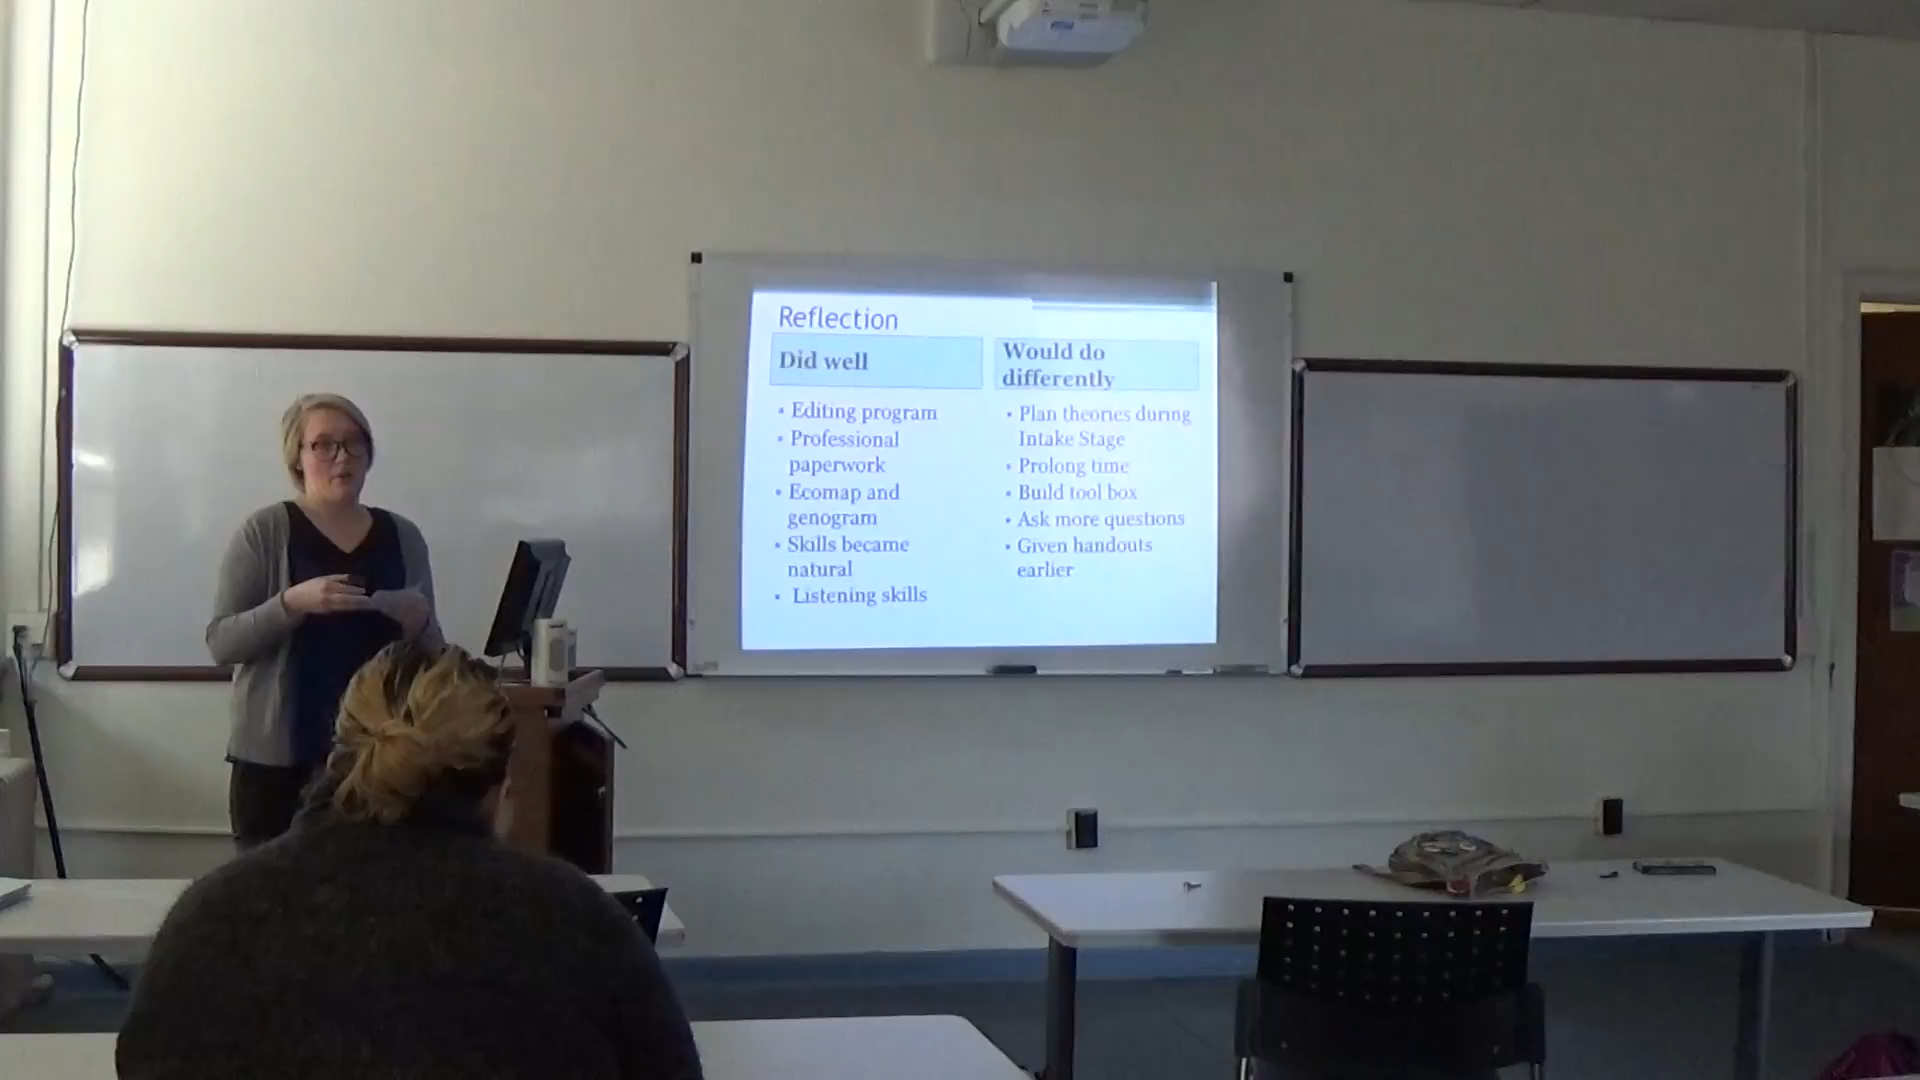 Reflection
Did well
• Editing program
• Professional
paperwork
• Ecomap and
genogram
• Skills became
natural
• Listening skills
Would do
differently
• Plan theories during
Intake Stage
• Prolong time
• Build tool box
• Ask more questions
• Given handouts
earlier